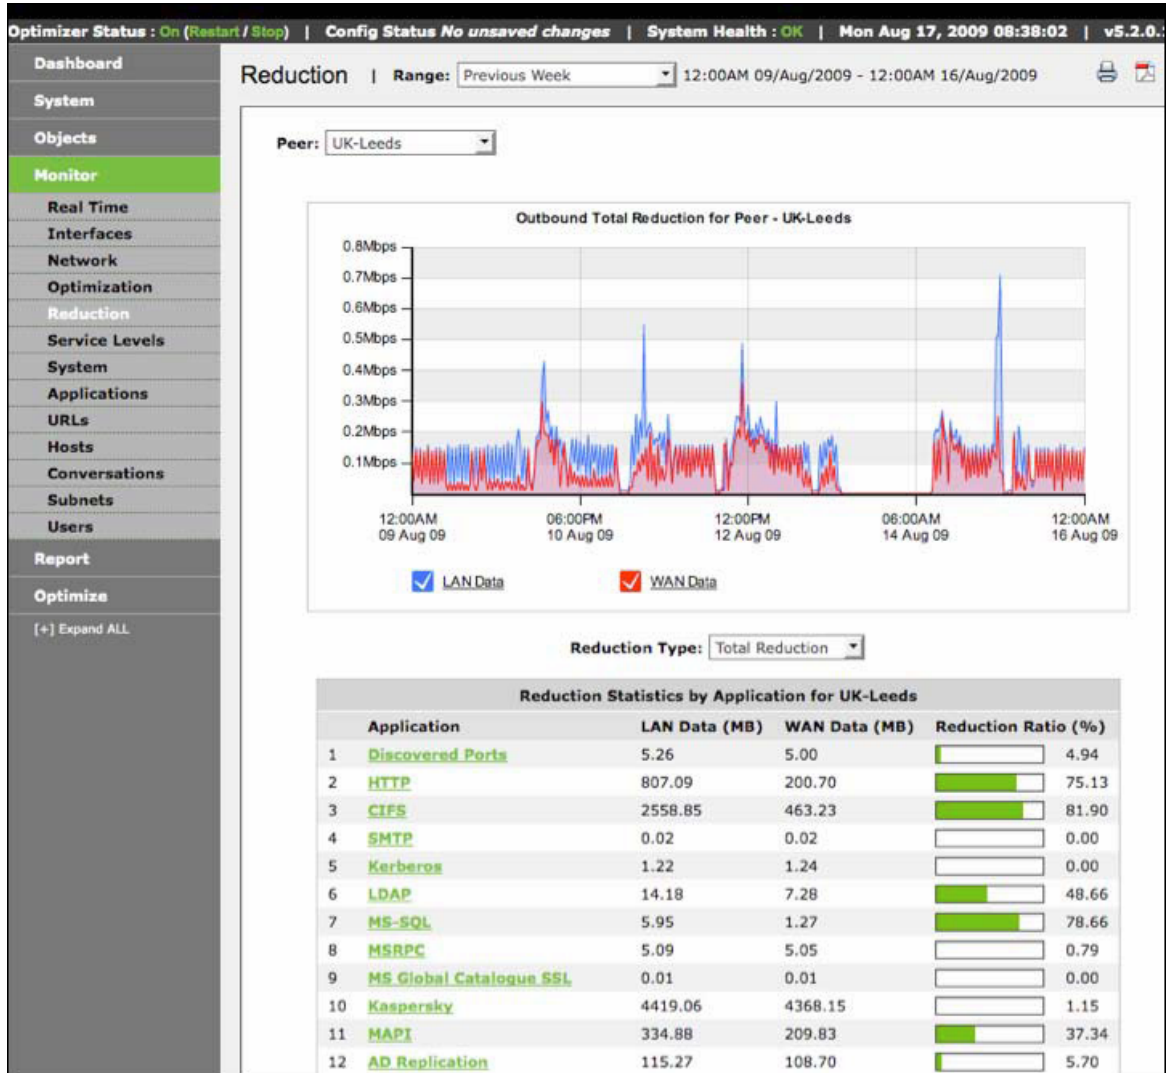 Optimizer Status : On (Restart / Stop) | Config Status No unsaved changes | System Health : OK | Mon Aug 17, 2009 08:38:02 | v5.2.0.
Dashboard
System
Objects
Monitor
Real Time
Interfaces
Network
Optimization
Reduction
Service Levels
System
Applications
URLs
Hosts
Conversations
Subnets
Users
Report
Optimize
[+] Expand ALL
Reduction | Range: Previous Week 12:00AM 09/Aug/2009 - 12:00AM 16/Aug/2009
Peer: UK-Leeds
Outbound Total Reduction for Peer - UK-Leeds
0.8Mbps
0.7Mbps
0.6Mbps
0.5Mbps
0.4Mbps
0.3Mbps
0.2Mbps
0.1Mbps
12:00AM 06:00PM 12:00PM 06:00AM 12:00AM
09 Aug 09 10 Aug 09 12 Aug 09 14 Aug 09 16 Aug 09
LAN Data WAN Data
Reduction Type: Total Reduction
Reduction Statistics by Application for UK-Leeds
Application LAN Data (MB) WAN Data (MB) Reduction Ratio (%)
1 Discovered Ports 5.26 5.00 4.94
2 HTTP 807.09 200.70 75.13
3 CIFS 2558.85 463.23 81.90
4 SMTP 0.02 0.02 0.00
5 Kerberos 1.22 1.24 0.00
6 LDAP 14.18 7.28 48.66
7 MS-SQL 5.95 1.27 78.66
8 MSRPC 5.09 5.05 0.79
9 MS Global Catalogue SSL 0.01 0.01 0.00
10 Kaspersky 4419.06 4368.15 1.15
11 MAPI 334.88 209.83 37.34
12 AD Replication 115.27 108.70 5.70